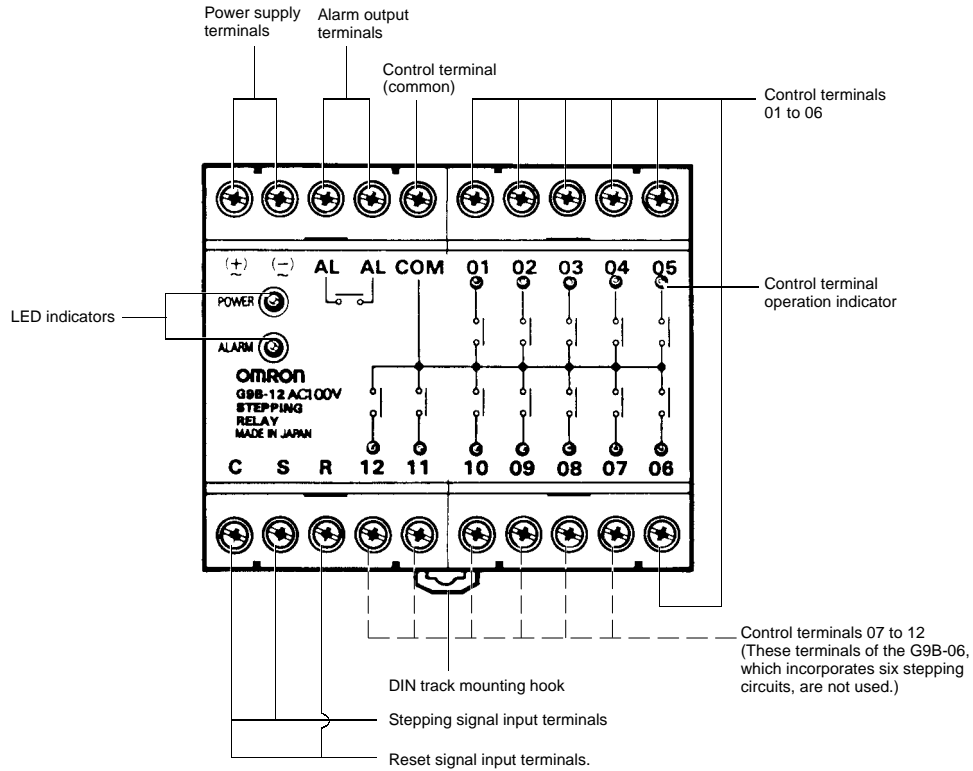 Power supply
terminals
Alarm output
terminals
Control terminal
(common)
Control terminals
01 to 06
(+) (−) AL AL COM 01 02 03 04 05
~ ~
POWER
ALARM
LED indicators
Control terminal
operation indicator
OMRON
G9B-12 AC100V
STEPPING
RELAY
MADE IN JAPAN
C S R 12 11 10 09 08 07 06
Control terminals 07 to 12
(These terminals of the G9B-06,
which incorporates six stepping
circuits, are not used.)
DIN track mounting hook
Stepping signal input terminals
Reset signal input terminals.